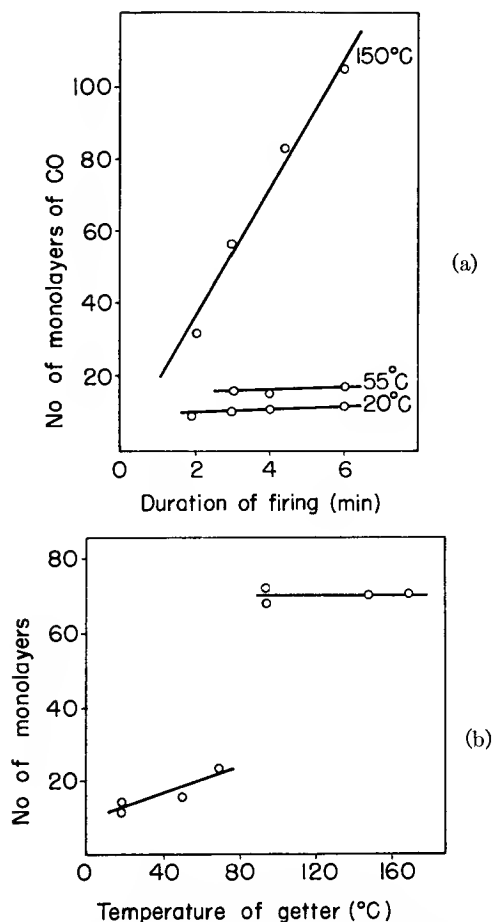 No of monolayers of CO
100
80
60
40
20
0
2
4
6
Duration of firing (min)
150°C
55°C
20°C
(a)
No of monolayers
80
60
40
20
0
40
80
120
160
Temperature of getter (°C)
(b)